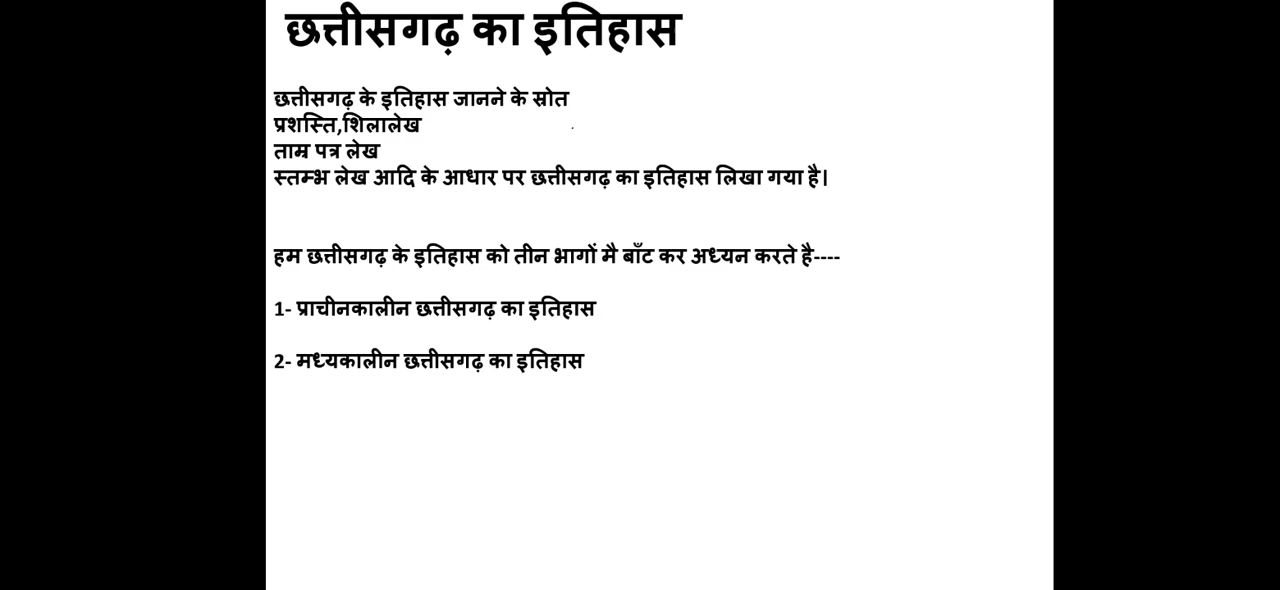 छत्तीसगढ़ का इतिहास
छत्तीसगढ़ के इतिहास जानने के स्रोत
प्रशस्ति,शिलालेख
ताम्र पत्र लेख
स्तम्भ लेख आदि के आधार पर छत्तीसगढ़ का इतिहास लिखा गया है।
हम छत्तीसगढ़ के इतिहास को तीन भागों मै बाँट कर अध्यन करते है----
1- प्राचीनकालीन छत्तीसगढ़ का इतिहास
2- मध्यकालीन छत्तीसगढ़ का इतिहास